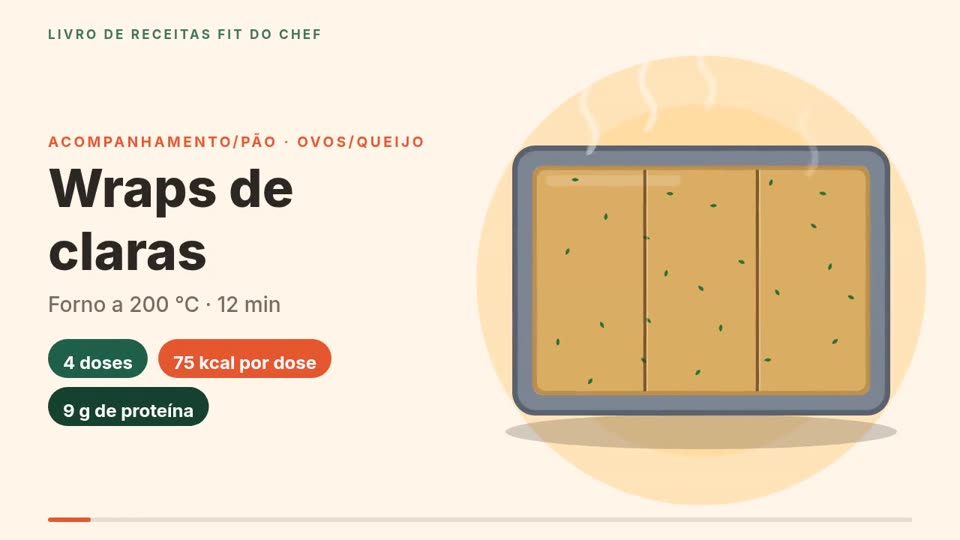 LIVRO DE RECEITAS FIT DO CHEF
ACOMPANHAMENTO/PÃO · OVOS/QUEIJO
Wraps de
claras
Forno a 200 °C · 12 min
4 doses
75 kcal por dose
9 g de proteína